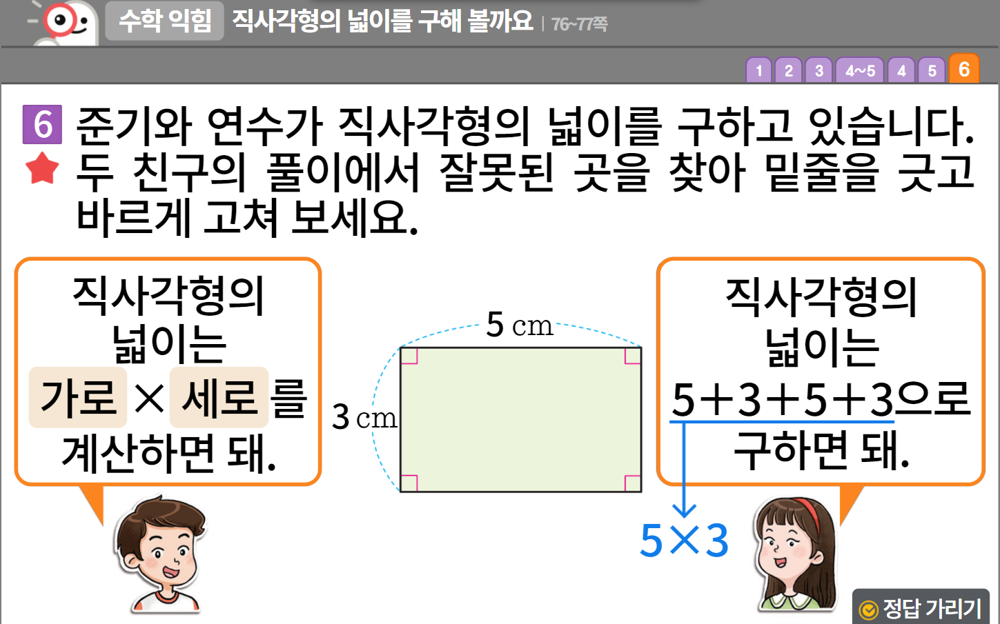 수학 익힘 직사각형의 넓이를 구해 볼까요 | 76~77쪽
1 2 3 4~5 4 5 6
6 준기와 연수가 직사각형의 넓이를 구하고 있습니다.
두 친구의 풀이에서 잘못된 곳을 찾아 밑줄을 긋고
바르게 고쳐 보세요.
직사각형의
넓이는
가로 × 세로 를
계산하면 돼.
5 cm
3 cm
직사각형의
넓이는
5+3+5+3으로
구하면 돼.
5×3
정답 가리기